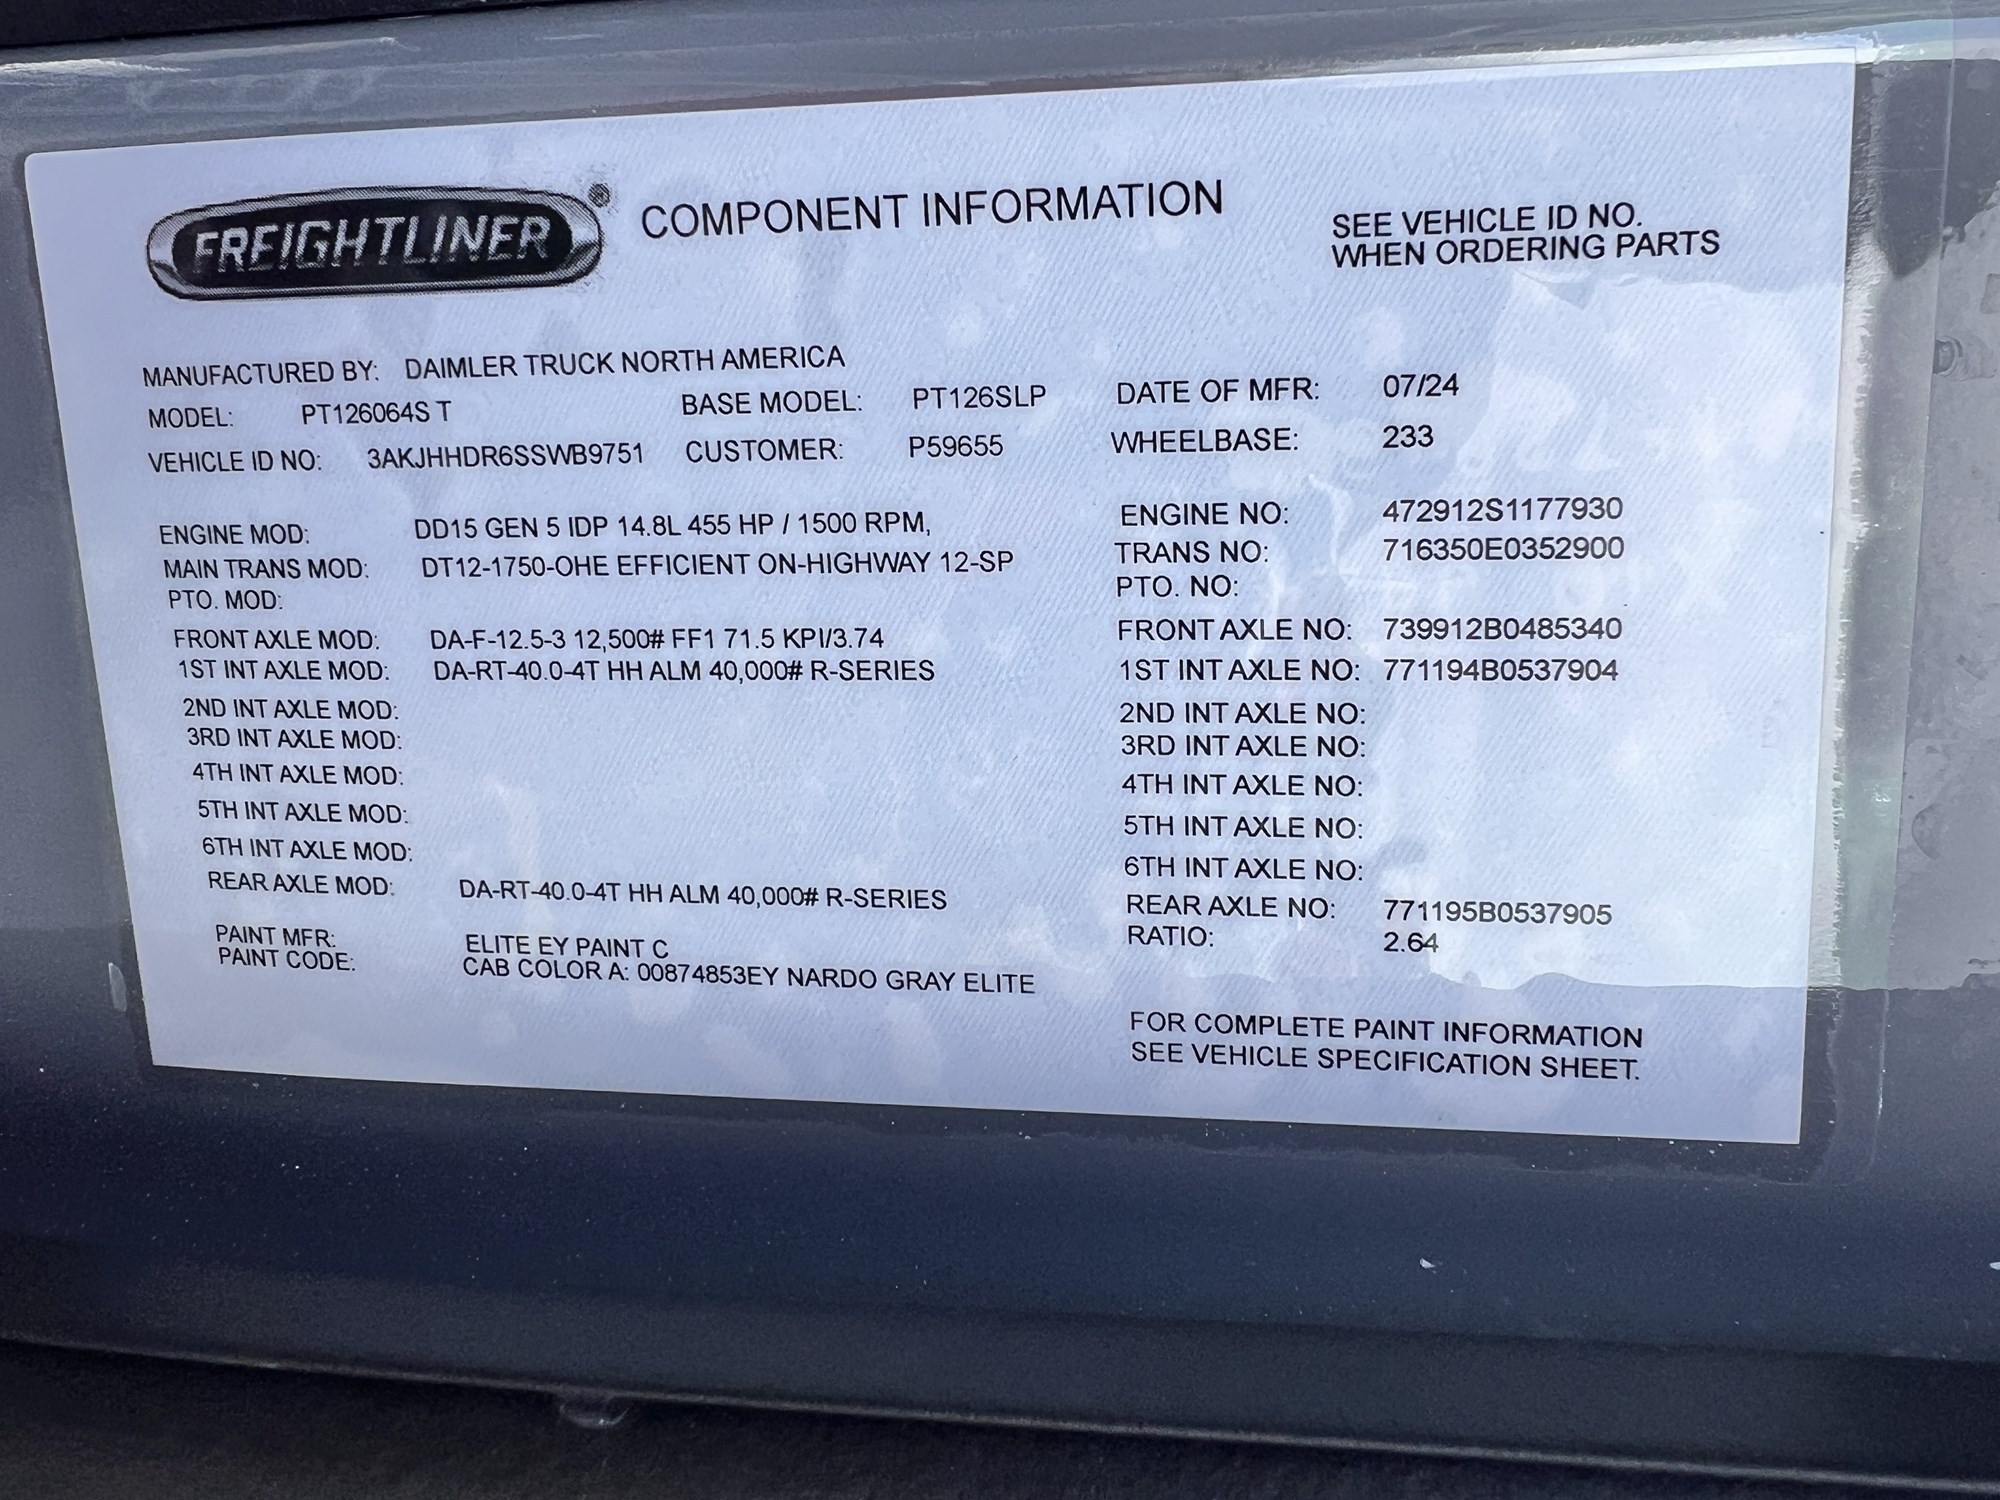 FREIGHTLINER® COMPONENT INFORMATION
SEE VEHICLE ID NO.
WHEN ORDERING PARTS
MANUFACTURED BY: DAIMLER TRUCK NORTH AMERICA
MODEL: PT126064S T BASE MODEL: PT126SLP DATE OF MFR: 07/24
VEHICLE ID NO: 3AKJHHDR6SSWB9751 CUSTOMER: P59655 WHEELBASE: 233
ENGINE MOD: DD15 GEN 5 IDP 14.8L 455 HP / 1500 RPM, ENGINE NO: 472912S1177930
MAIN TRANS MOD: DT12-1750-OHE EFFICIENT ON-HIGHWAY 12-SP TRANS NO: 716350E0352900
PTO. MOD: PTO. NO:
FRONT AXLE MOD: DA-F-12.5-3 12,500# FF1 71.5 KPI/3.74 FRONT AXLE NO: 739912B0485340
1ST INT AXLE MOD: DA-RT-40.0-4T HH ALM 40,000# R-SERIES 1ST INT AXLE NO: 771194B0537904
2ND INT AXLE MOD: 2ND INT AXLE NO:
3RD INT AXLE MOD: 3RD INT AXLE NO:
4TH INT AXLE MOD: 4TH INT AXLE NO:
5TH INT AXLE MOD: 5TH INT AXLE NO:
6TH INT AXLE MOD: 6TH INT AXLE NO:
REAR AXLE MOD: DA-RT-40.0-4T HH ALM 40,000# R-SERIES REAR AXLE NO: 771195B0537905
RATIO: 2.64
PAINT MFR: ELITE EY PAINT C
PAINT CODE: CAB COLOR A: 00874853EY NARDO GRAY ELITE
FOR COMPLETE PAINT INFORMATION
SEE VEHICLE SPECIFICATION SHEET.